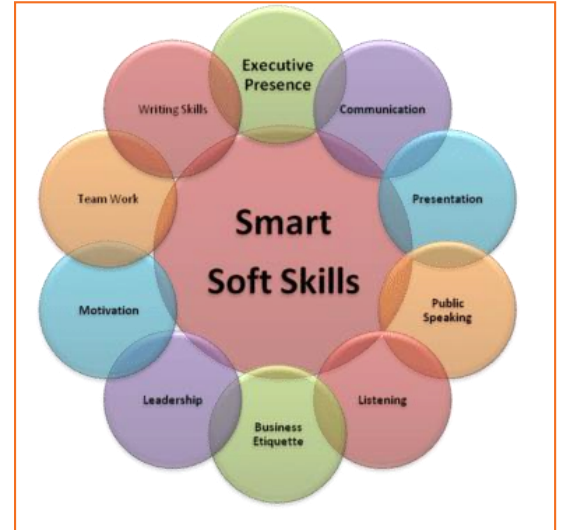 Executive
Presence
Communication
Presentation
Public
Speaking
Listening
Business
Etiquette
Leadership
Motivation
Team Work
Writing Skills
Smart
Soft Skills